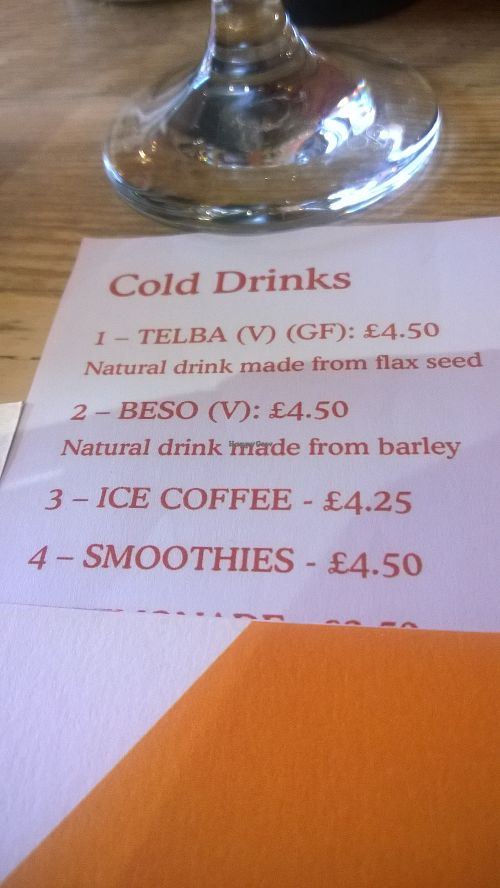 Cold Drinks
1 – TELBA (V) (GF): £4.50
Natural drink made from flax seed
2 – BESO (V): £4.50
Natural drink made from barley
3 – ICE COFFEE - £4.25
4 – SMOOTHIES - £4.50